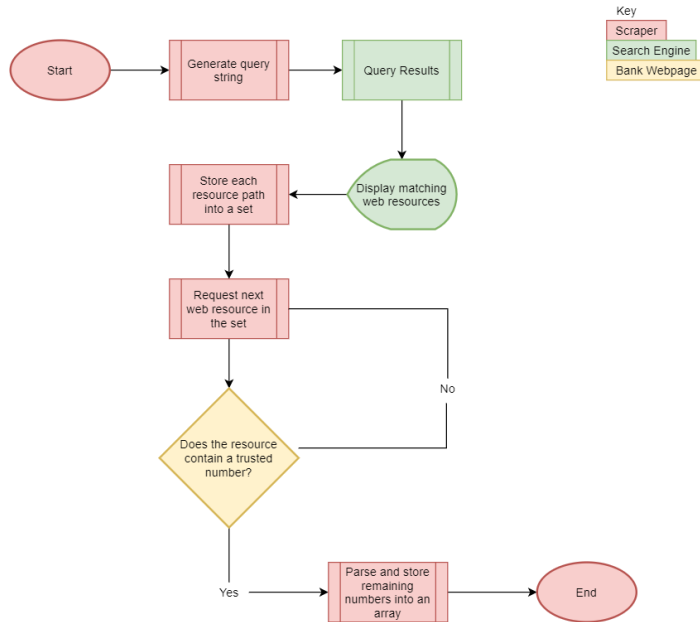 Key
Scraper
Search Engine
Bank Webpage
Start
Generate query
string
Query Results
Display matching
web resources
Store each
resource path
into a set
Request next
web resource in
the set
No
Does the resource
contain a trusted
number?
Yes
Parse and store
remaining
numbers into an
array
End